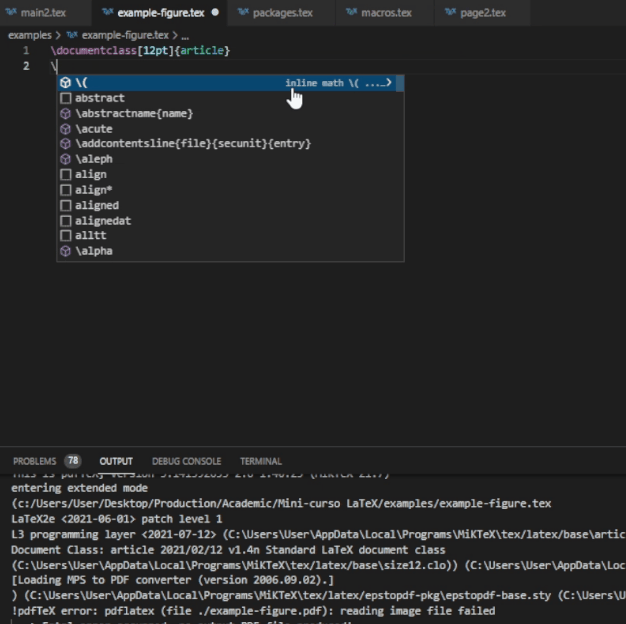 main2.tex example-figure.tex packages.tex macros.tex page2.tex
examples > example-figure.tex > ...
1 \documentclass[12pt]{article}
2 \
\( inline math \( ...…>
abstract
\abstractname{name}
\acute
\addcontentsline{file}{secunit}{entry}
\aleph
align
align*
aligned
alignedat
alltt
\alpha
PROBLEMS 78 OUTPUT DEBUG CONSOLE TERMINAL
entering extended mode
(c:/Users/User/Desktop/Production/Academic/Mini-curso LaTeX/examples/example-figure.tex
LaTeX2e <2021-06-01> patch level 1
L3 programming layer <2021-07-12> (C:\Users\User\AppData\Local\Programs\MiKTeX\tex/latex/base\artic
Document Class: article 2021/02/12 v1.4n Standard LaTeX document class
(C:\Users\User\AppData\Local\Programs\MiKTeX\tex/latex/base\size12.clo)) (C:\Users\User\AppData\Loc
[Loading MPS to PDF converter (version 2006.09.02).]
) (C:\Users\User\AppData\Local\Programs\MiKTeX\tex/latex/epstopdf-pkg\epstopdf-base.sty (C:\Users\U
!pdfTeX error: pdflatex (file ./example-figure.pdf): reading image file failed